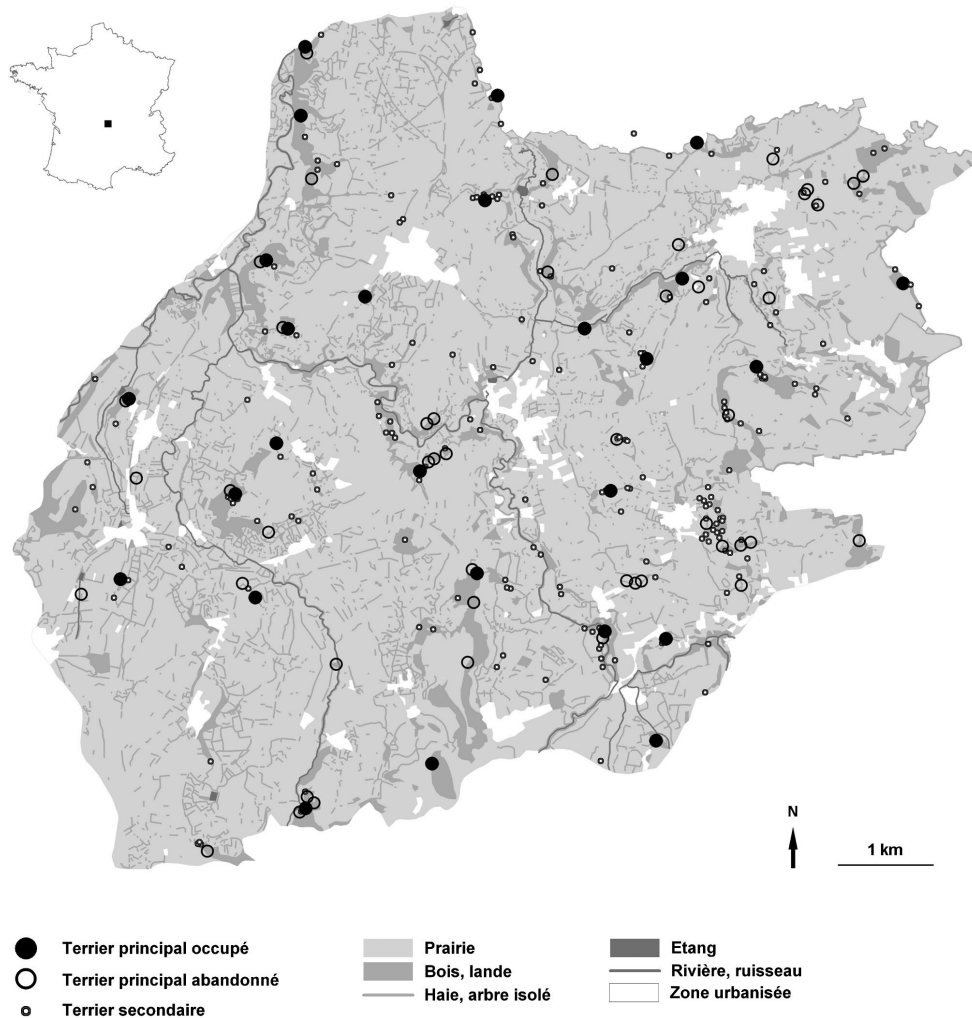 N
1 km
Terrier principal occupé
Terrier principal abandonné
Terrier secondaire
Prairie
Bois, lande
Haie, arbre isolé
Etang
Rivière, ruisseau
Zone urbanisée